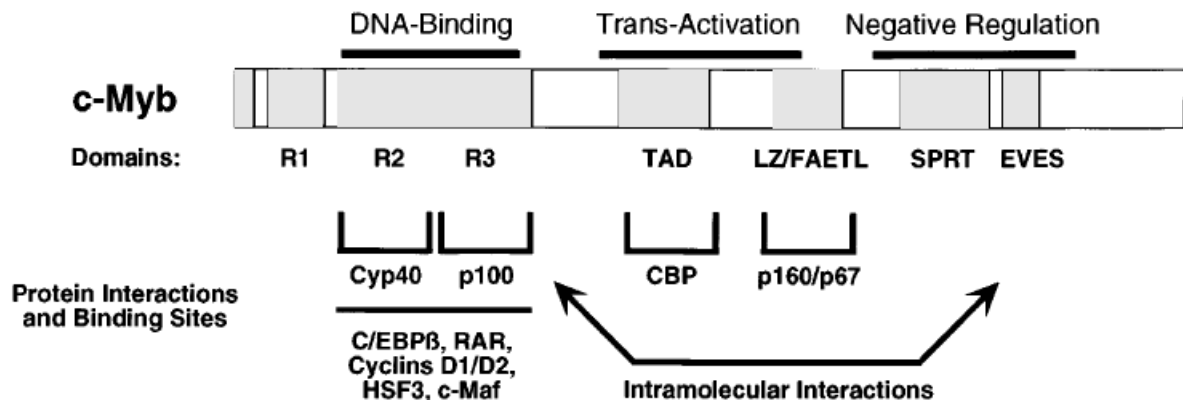 DNA-Binding Trans-Activation Negative Regulation
c-Myb
Domains: R1 R2 R3 TAD LZ/FAETL SPRT EVES
Cyp40 p100 CBP p160/p67
Protein Interactions
and Binding Sites
C/EBPß, RAR,
Cyclins D1/D2,
HSF3, c-Maf
Intramolecular Interactions